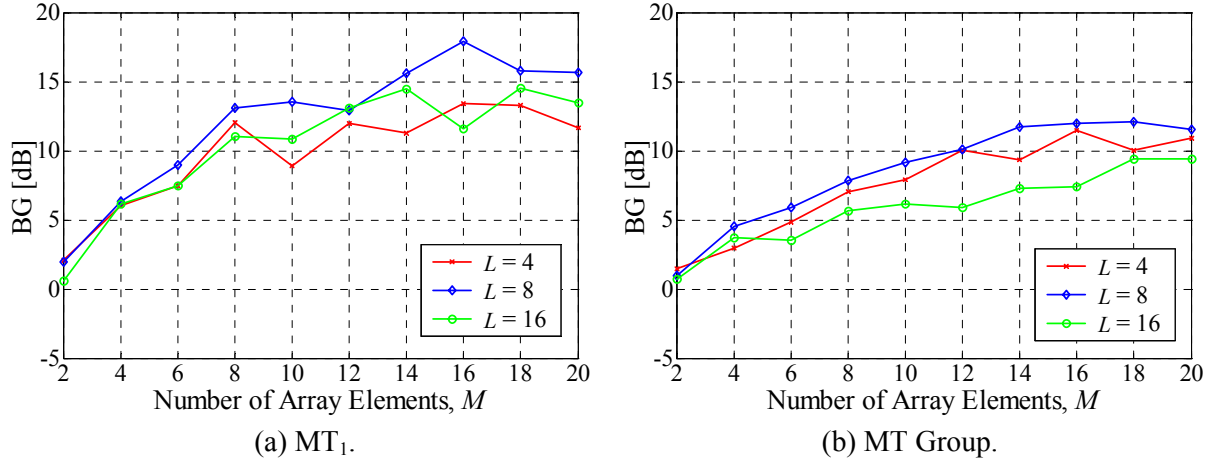 20
15
10
5
0
-5
BG [dB]
L = 4
L = 8
L = 16
2 4 6 8 10 12 14 16 18 20
Number of Array Elements, M
(a) MT₁.
20
15
10
5
0
-5
BG [dB]
L = 4
L = 8
L = 16
2 4 6 8 10 12 14 16 18 20
Number of Array Elements, M
(b) MT Group.